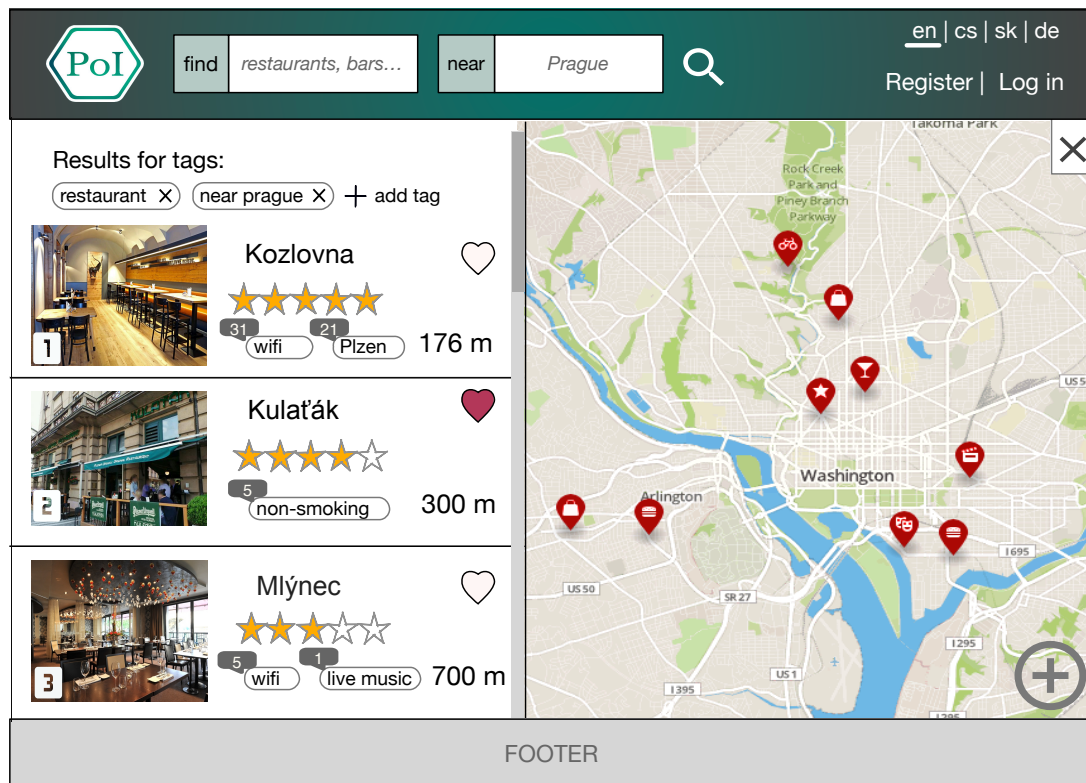 PoI
find
restaurants, bars...
near
Prague
en | cs | sk | de
Register | Log in
Results for tags:
restaurant X
near prague X
+ add tag
Kozlovna
31
wifi
21
Plzen
176 m
1
Kulaťák
5
non-smoking
300 m
2
Mlýnec
5
wifi
1
live music
700 m
3
Takoma Park
Rock Creek
Park and
Piney Branch
Parkway
US 5
Washington
Arlington
I 695
US 50
SR 27
I 295
US 1
I 395
I 295
FOOTER